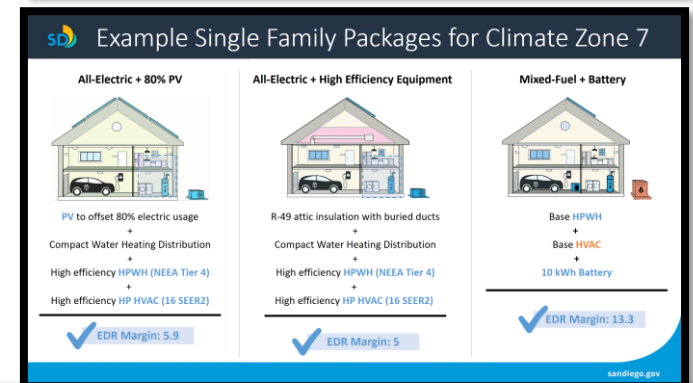 SD Example Single Family Packages for Climate Zone 7
All-Electric + 80% PV
PV to offset 80% electric usage
+
Compact Water Heating Distribution
+
High efficiency HPWH (NEEA Tier 4)
+
High efficiency HP HVAC (16 SEER2)
EDR Margin: 5.9
All-Electric + High Efficiency Equipment
R-49 attic insulation with buried ducts
+
Compact Water Heating Distribution
+
High efficiency HPWH (NEEA Tier 4)
+
High efficiency HP HVAC (16 SEER2)
EDR Margin: 5
Mixed-Fuel + Battery
Base HPWH
+
Base HVAC
+
10 kWh Battery
EDR Margin: 13.3
sandiego.gov